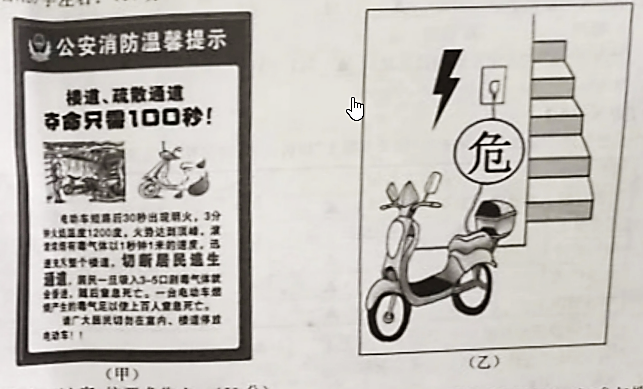 公安消防温馨提示
楼道、疏散通道
夺命只需100秒！
电动车短路后30秒出现明火，3分
钟火焰温度1200度，火势达到顶峰，滚
烫有毒气体以1秒钟1米的速度，迅
速充满整个楼道，切断居民逃生
通道，居民一旦吸入3-5口剧毒气体就
会昏迷，随后窒息死亡。一台电动车燃
烧产生的毒气足以使上百人窒息死亡。
请广大居民切勿在室内、楼道停放
电动车！！
（甲）
危
（乙）